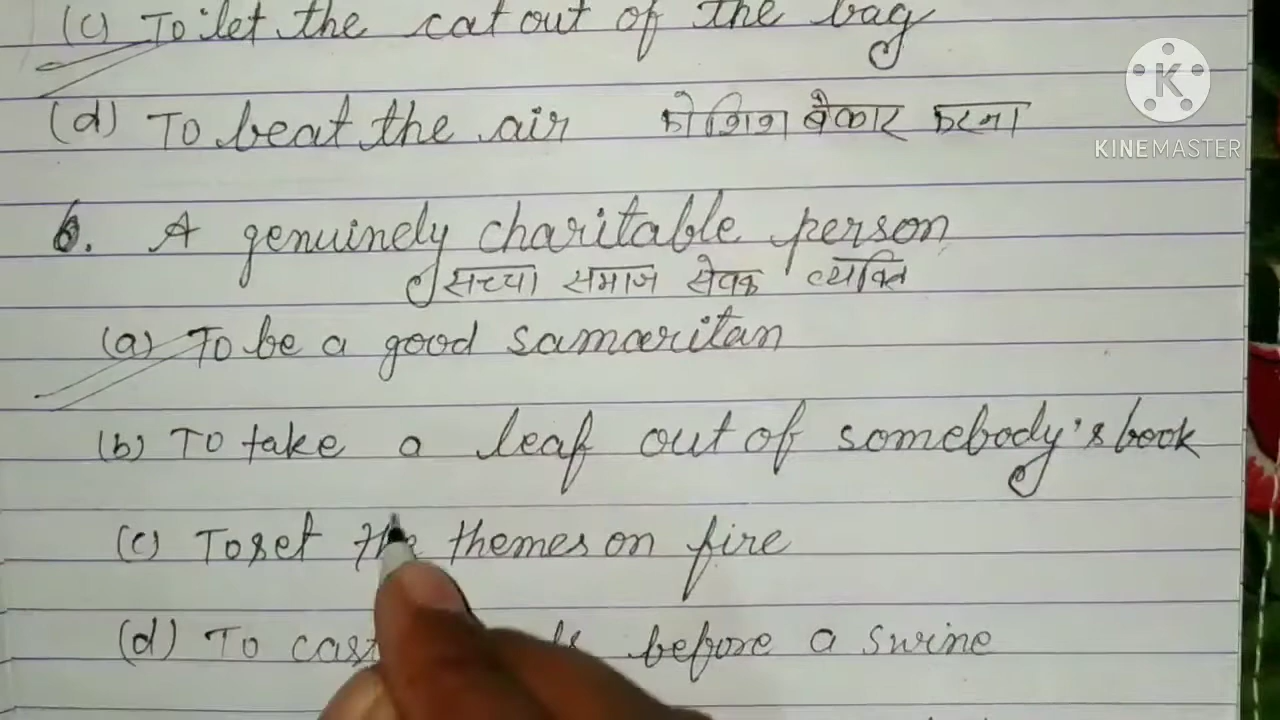 (c) To let the cat out of the bag
(d) To beat the air कोशिश बेकार करना
6. A genuinely charitable person
सच्चा समाज सेवक व्यक्ति
(a) To be a good samaritan
(b) To take a leaf out of somebody's book
(c) To set the themes on fire
(d) To cast before a swine
K
KINEMASTER